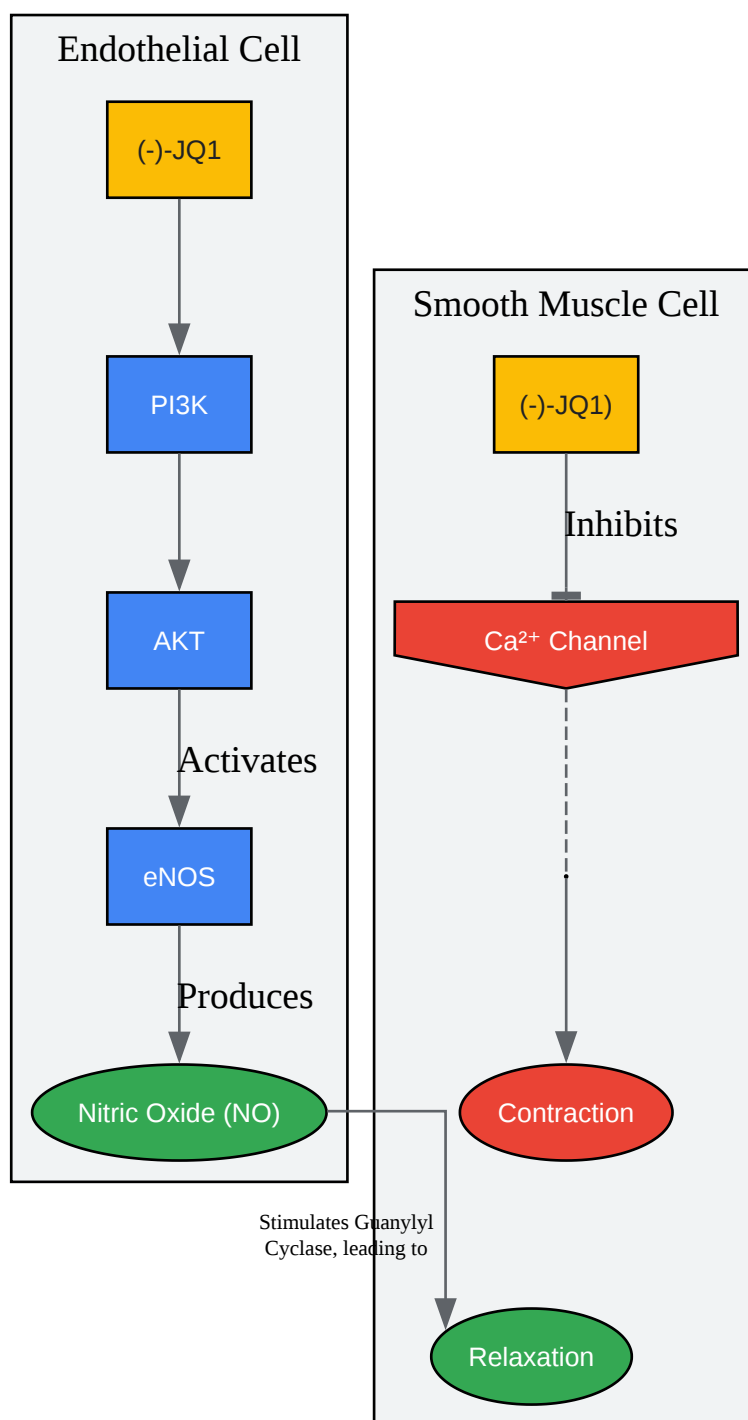 Endothelial Cell
(-)-JQ1
PI3K
AKT
Activates
eNOS
Produces
Nitric Oxide (NO)
Stimulates Guanylyl
Cyclase, leading to
Smooth Muscle Cell
(-)-JQ1)
Inhibits
Ca²⁺ Channel
Contraction
Relaxation